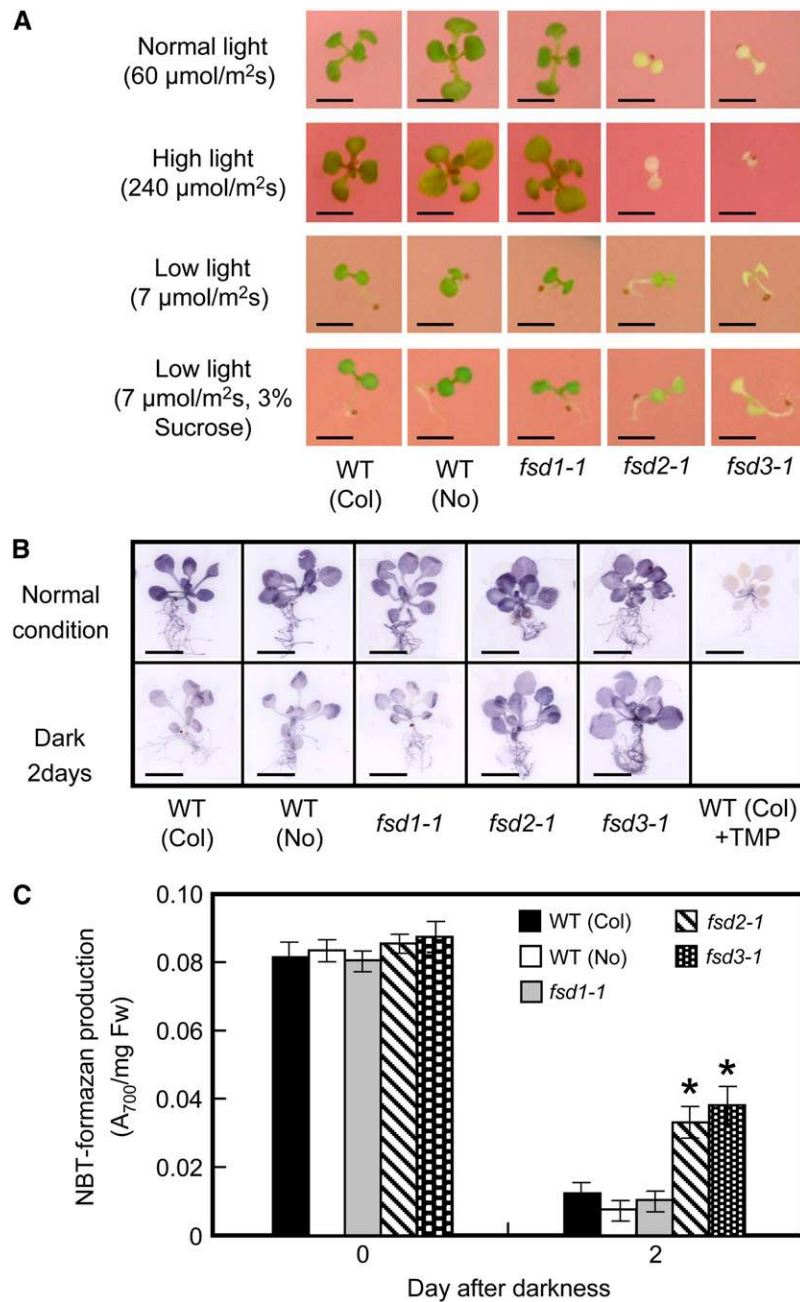 A
Normal light
(60 µmol/m²s)
High light
(240 µmol/m²s)
Low light
(7 µmol/m²s)
Low light
(7 µmol/m²s, 3%
Sucrose)
WT
(Col)
WT
(No)
fsd1-1
fsd2-1
fsd3-1
B
Normal
condition
Dark
2days
WT
(Col)
WT
(No)
fsd1-1
fsd2-1
fsd3-1
WT (Col)
+TMP
C
NBT-formazan production
(A₇₀₀/mg Fw)
0.10
0.08
0.06
0.04
0.02
0
WT (Col)
WT (No)
fsd1-1
fsd2-1
fsd3-1
*
*
0
2
Day after darkness